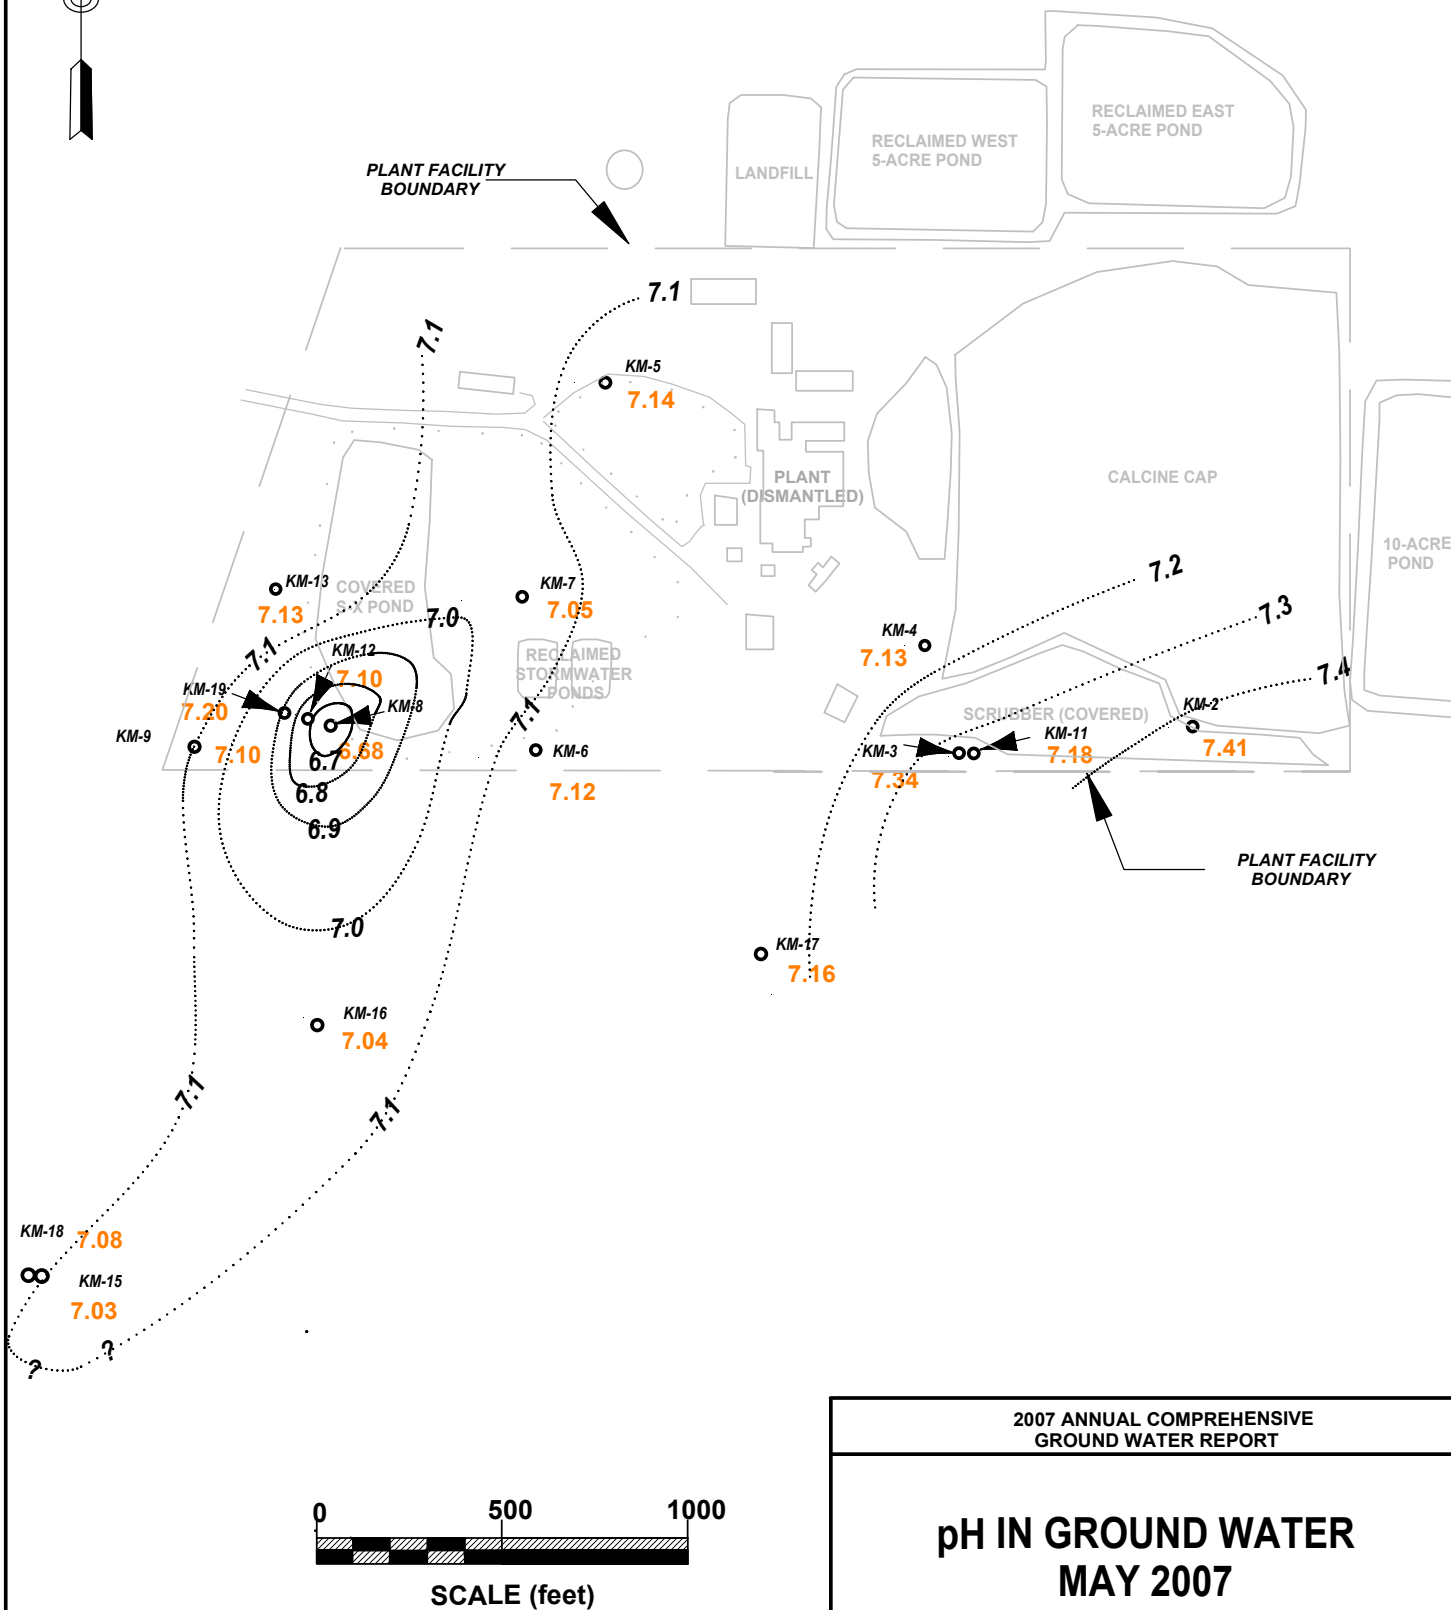 RECLAIMED EAST
5-ACRE POND
RECLAIMED WEST
5-ACRE POND
LANDFILL
PLANT FACILITY
BOUNDARY
7.1
7.1
KM-5
7.14
PLANT
(DISMANTLED)
CALCINE CAP
10-ACRE
POND
7.2
KM-13
7.13
COVERED
S-X POND
7.0
KM-7
7.05
7.3
KM-4
7.13
7.1
KM-12
7.10
RECLAIMED
STORMWATER
PONDS
7.4
KM-19
7.20
KM-8
6.68
7.1
SCRUBBER (COVERED)
KM-2
7.41
KM-9
7.10
KM-6
7.12
KM-3
7.34
KM-11
7.18
6.7
6.8
6.9
PLANT FACILITY
BOUNDARY
7.0
KM-17
7.16
KM-16
7.04
7.1
7.1
KM-18
7.08
KM-15
7.03
?
?
2007 ANNUAL COMPREHENSIVE
GROUND WATER REPORT
0 500 1000
SCALE (feet)
pH IN GROUND WATER
MAY 2007